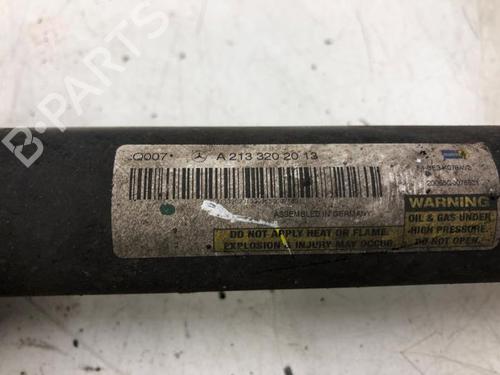 Q007
A 213 320 20 13
ASSEMBLED IN GERMANY
DO NOT APPLY HEAT OR FLAME.
EXPLOSION & INJURY MAY OCCUR
WARNING
OIL & GAS UNDER
HIGH PRESSURE.
DO NOT OPEN.
B-PARTS